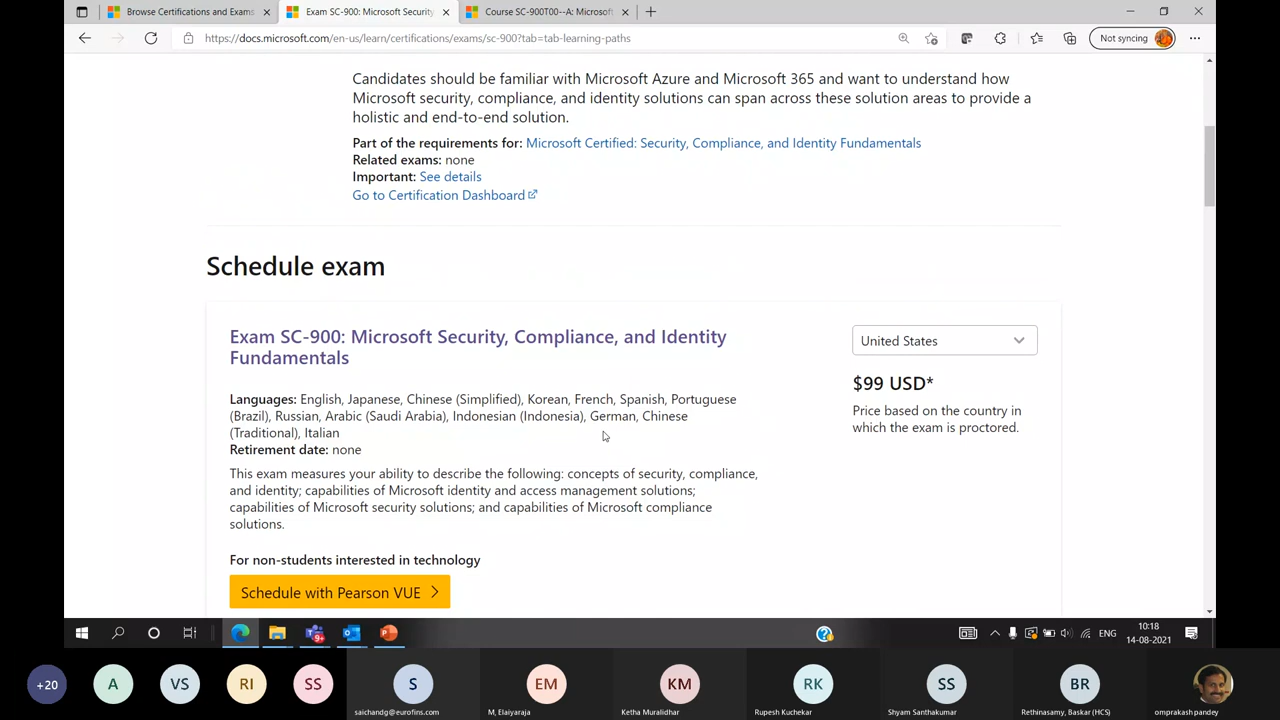 Browse Certifications and Exams
Exam SC-900: Microsoft Security
Course SC-900T00--A: Microsoft
https://docs.microsoft.com/en-us/learn/certifications/exams/sc-900?tab=tab-learning-paths
Not syncing
Candidates should be familiar with Microsoft Azure and Microsoft 365 and want to understand how
Microsoft security, compliance, and identity solutions can span across these solution areas to provide a
holistic and end-to-end solution.
Part of the requirements for: Microsoft Certified: Security, Compliance, and Identity Fundamentals
Related exams: none
Important: See details
Go to Certification Dashboard
Schedule exam
Exam SC-900: Microsoft Security, Compliance, and Identity
Fundamentals
United States
$99 USD*
Price based on the country in
which the exam is proctored.
Languages: English, Japanese, Chinese (Simplified), Korean, French, Spanish, Portuguese
(Brazil), Russian, Arabic (Saudi Arabia), Indonesian (Indonesia), German, Chinese
(Traditional), Italian
Retirement date: none
This exam measures your ability to describe the following: concepts of security, compliance,
and identity; capabilities of Microsoft identity and access management solutions;
capabilities of Microsoft security solutions; and capabilities of Microsoft compliance
solutions.
For non-students interested in technology
Schedule with Pearson VUE
ENG
10:18
14-08-2021
+20
A
VS
RI
SS
S
EM
KM
RK
SS
BR
saichandg@eurofins.com
M, Elaiyaraja
Ketha Muralidhar
Rupesh Kuchekar
Shyam Santhakumar
Rethinasamy, Baskar (HCS)
omprakash pandey